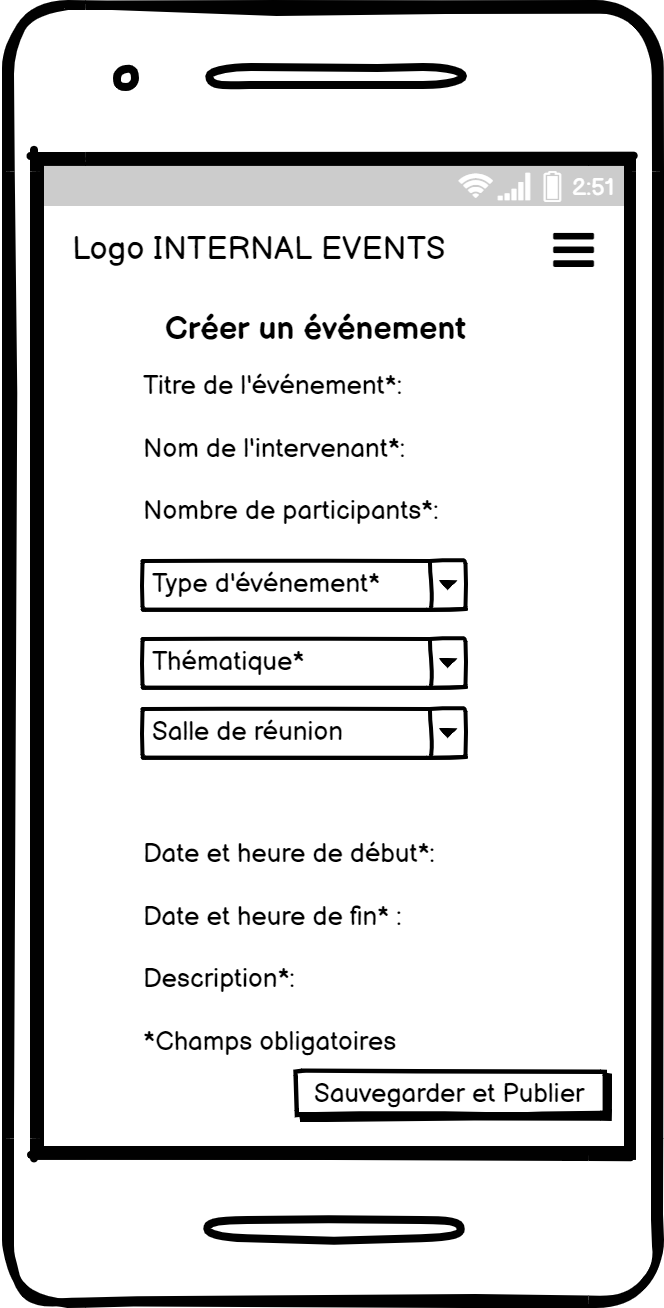 2:51
Logo INTERNAL EVENTS
Créer un événement
Titre de l'événement*:
Nom de l'intervenant*:
Nombre de participants*:
Type d'événement*
Thématique*
Salle de réunion
Date et heure de début*:
Date et heure de fin* :
Description*:
*Champs obligatoires
Sauvegarder et Publier